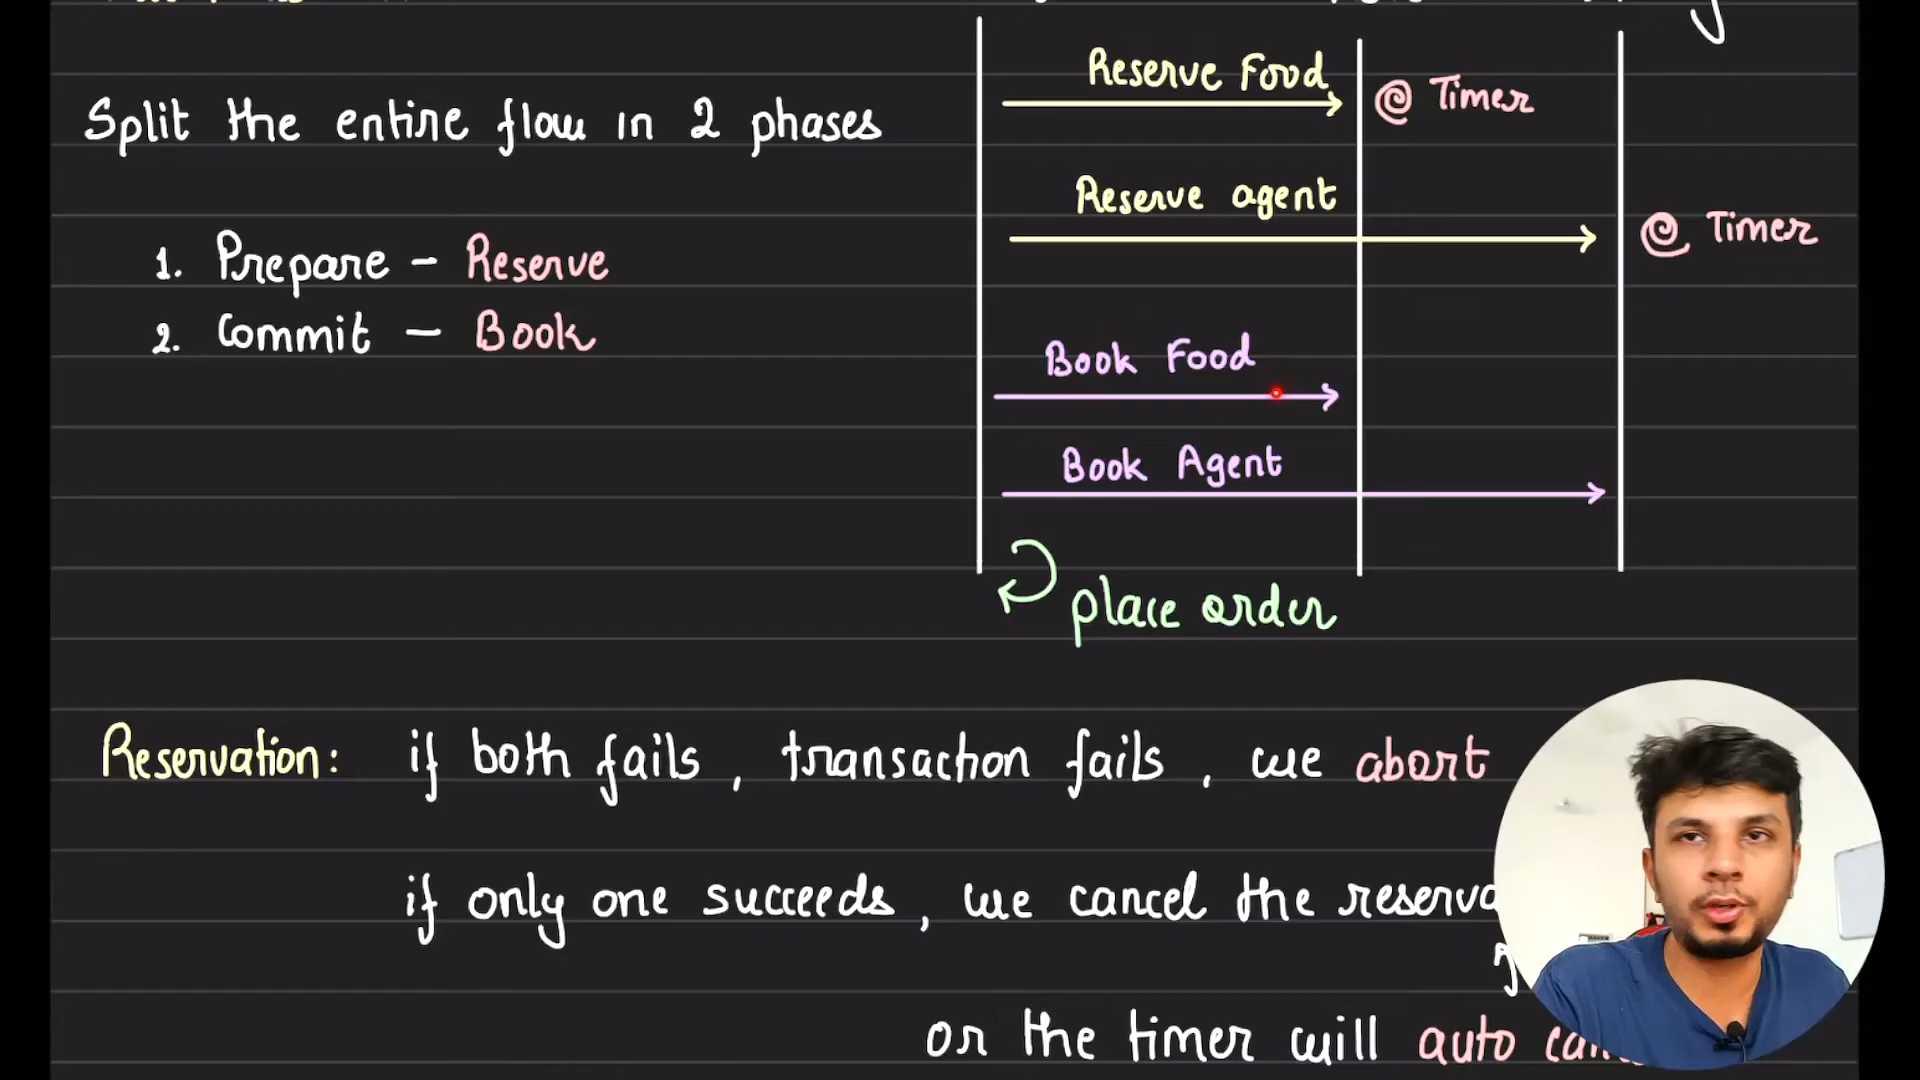 Split the entire flow in 2 phases
1. Prepare - Reserve
2. Commit - Book
Reserve Food
@ Timer
Reserve agent
@ Timer
Book Food
Book Agent
place order
Reservation: if both fails, transaction fails, we abort
if only one succeeds, we cancel the
or the timer will auto